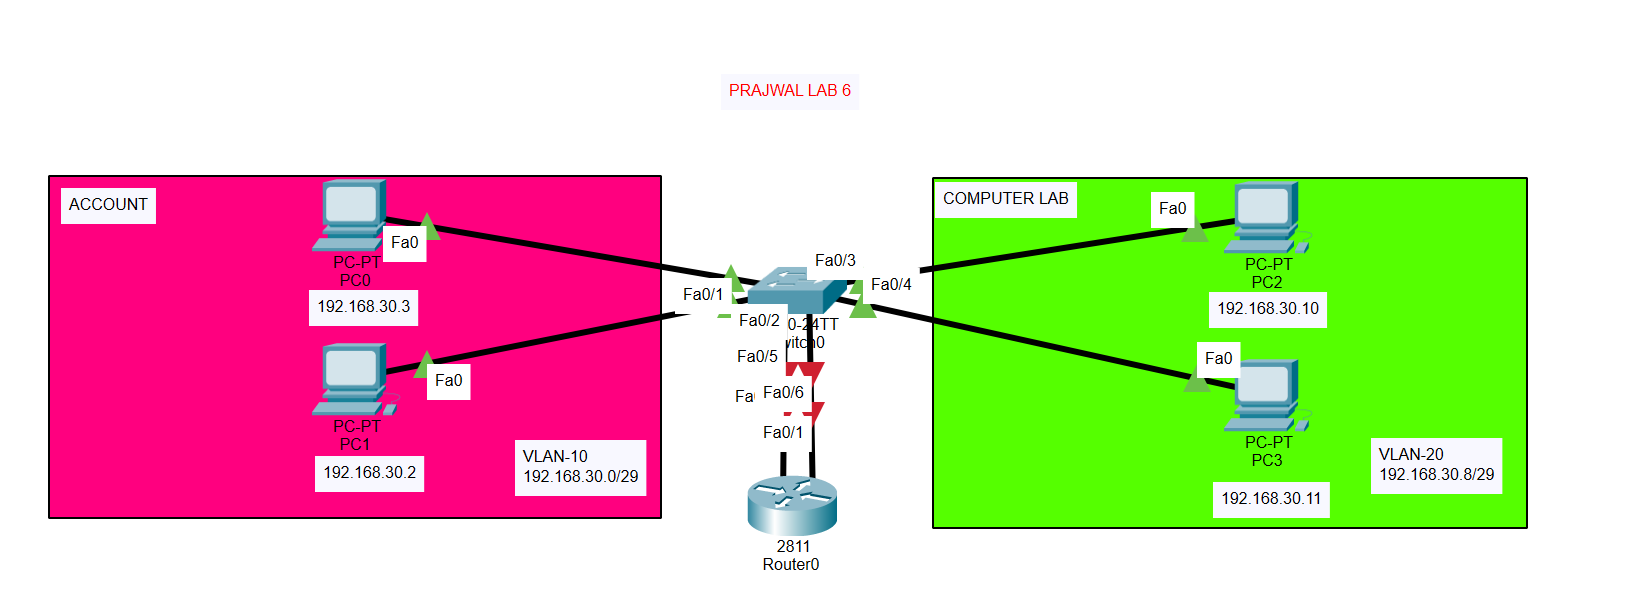 PRAJWAL LAB 6
ACCOUNT
Fa0
PC-PT
PC0
192.168.30.3
Fa0
PC-PT
PC1
192.168.30.2
VLAN-10
192.168.30.0/29
Fa0/3
Fa0/1
Fa0/4
Fa0/2
0-24TT
itch0
Fa0/5
Fa0/6
Fa0/1
2811
Router0
COMPUTER LAB
Fa0
PC-PT
PC2
192.168.30.10
Fa0
PC-PT
PC3
192.168.30.11
VLAN-20
192.168.30.8/29